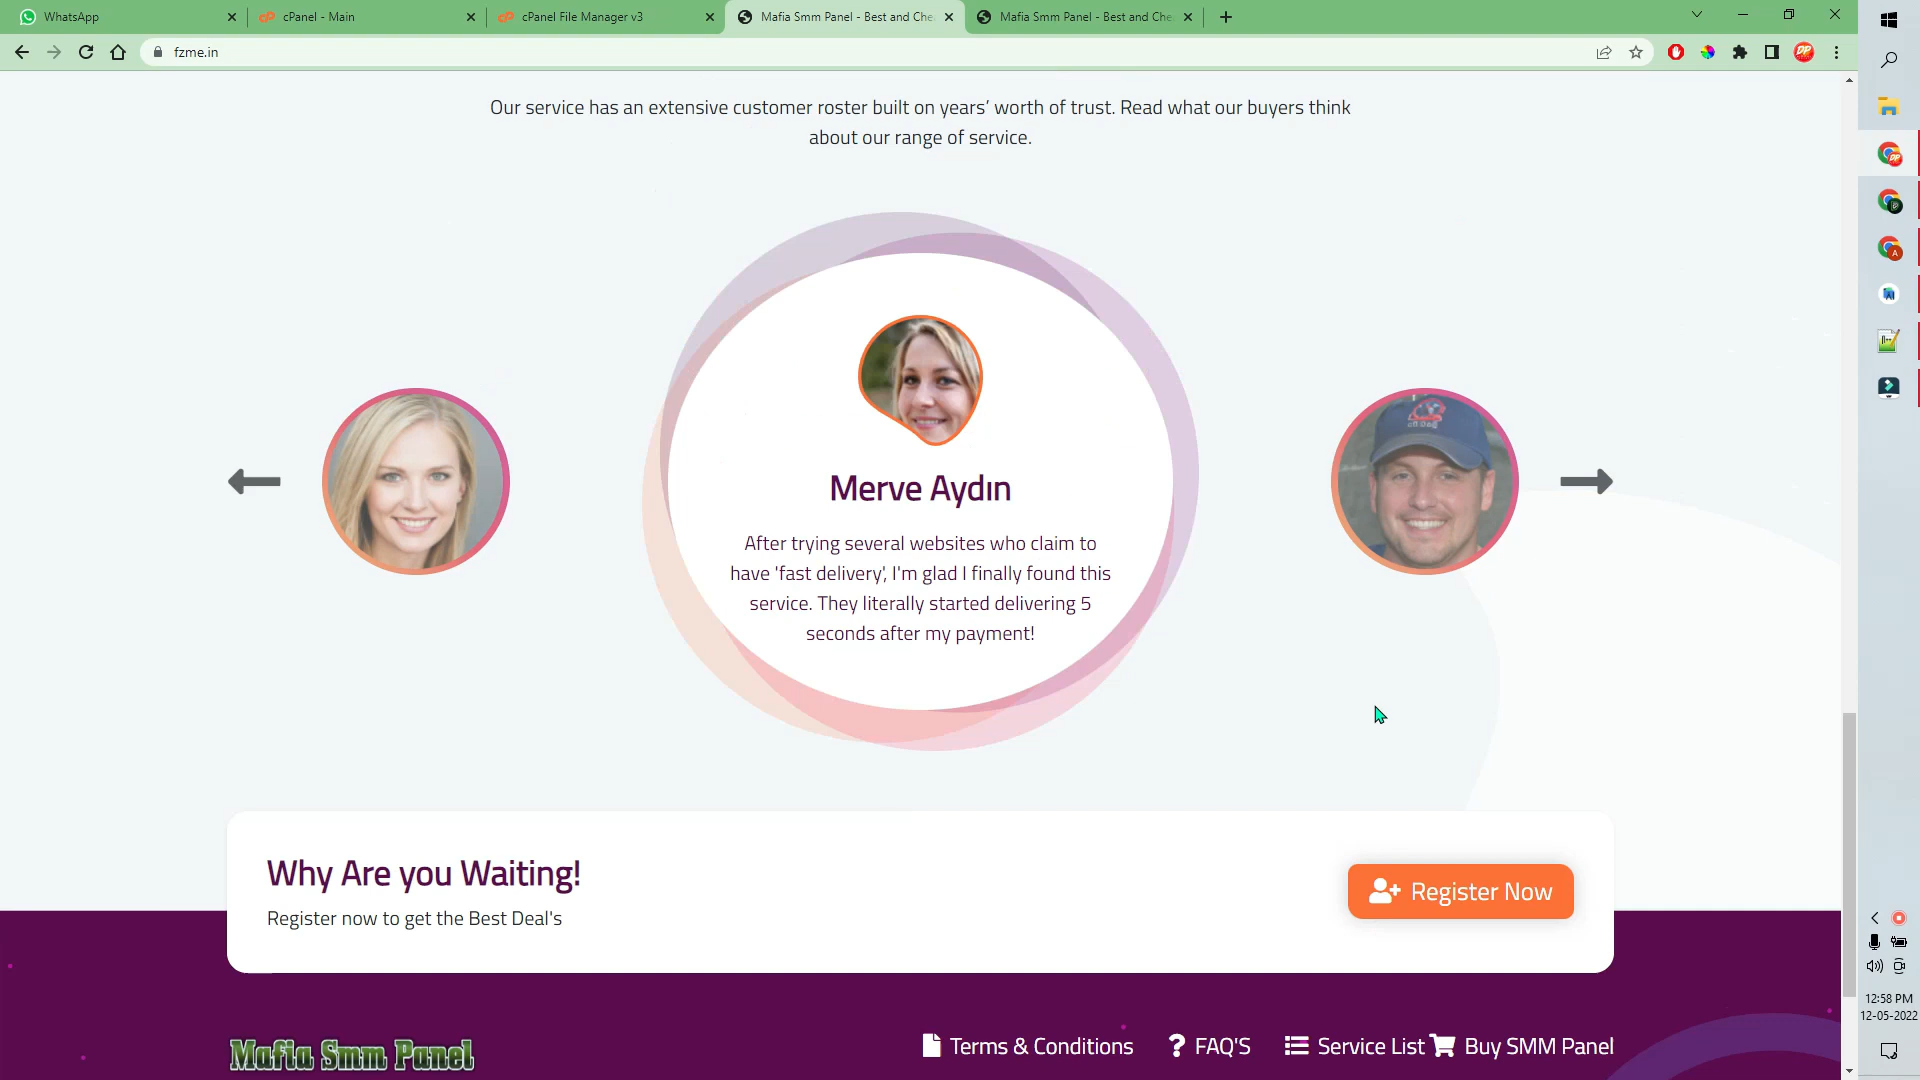 WhatsApp
cPanel - Main
cPanel File Manager v3
Mafia Smm Panel - Best and Che
Mafia Smm Panel - Best and Che
fzme.in
DP
Our service has an extensive customer roster built on years’ worth of trust. Read what our buyers think
about our range of service.
Merve Aydın
After trying several websites who claim to
have 'fast delivery', I'm glad I finally found this
service. They literally started delivering 5
seconds after my payment!
Why Are you Waiting!
Register now to get the Best Deal's
Register Now
Mafia Smm Panel
Terms & Conditions
FAQ'S
Service List
Buy SMM Panel
12:58 PM
12-05-2022